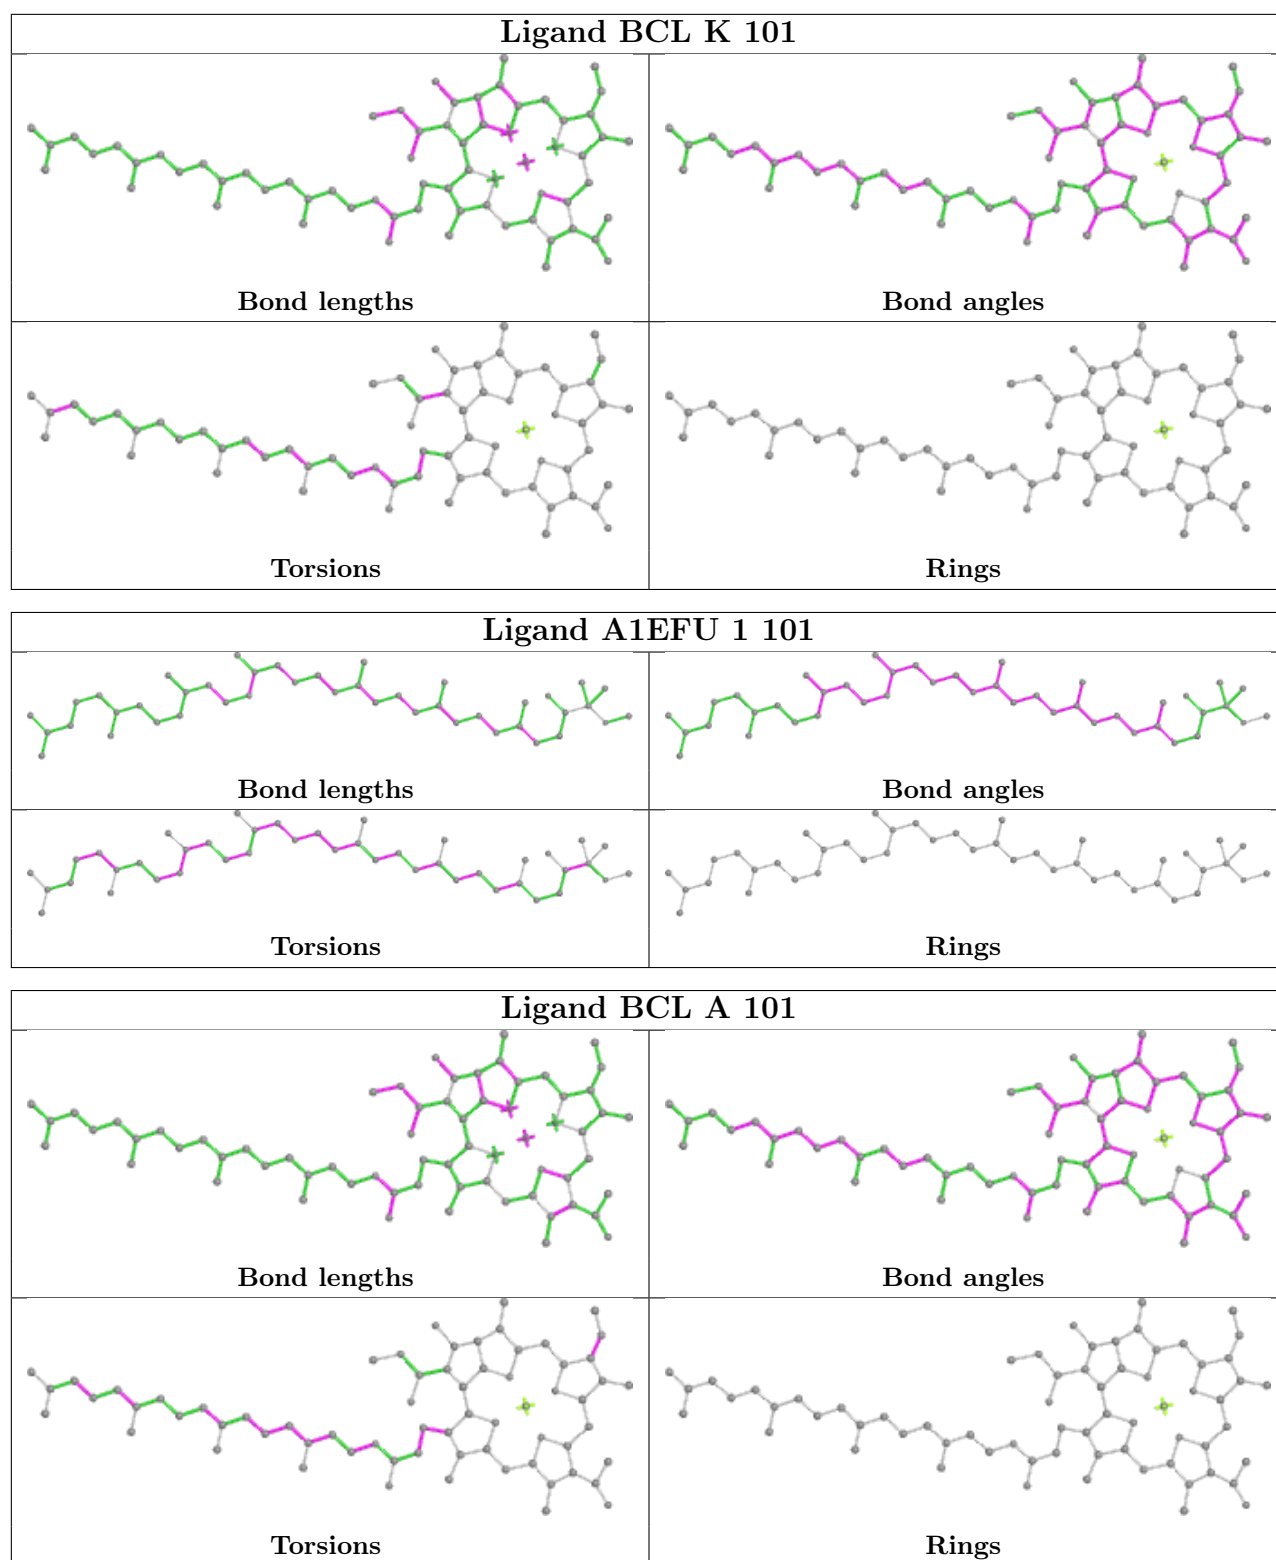 Ligand BCL K 101
Bond lengths Bond angles
Torsions Rings
Ligand A1EFU 1 101
Bond lengths Bond angles
Torsions Rings
Ligand BCL A 101
Bond lengths Bond angles
Torsions Rings